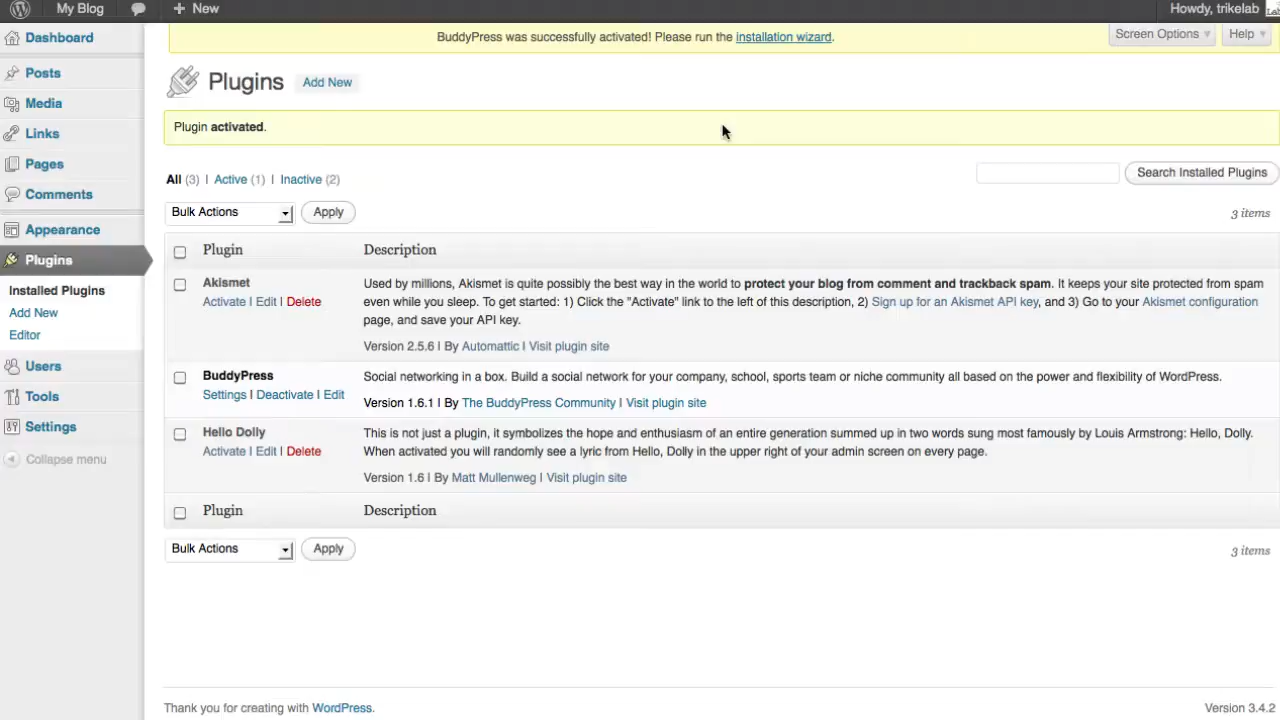 My Blog
New
Howdy, trikelab
Dashboard
Posts
Media
Links
Pages
Comments
Appearance
Plugins
Installed Plugins
Add New
Editor
Users
Tools
Settings
Collapse menu
BuddyPress was successfully activated! Please run the installation wizard.
Screen Options
Help
Plugins Add New
Plugin activated.
All (3) | Active (1) | Inactive (2)
Search Installed Plugins
Bulk Actions Apply
3 items
Plugin Description
Akismet
Activate | Edit | Delete
Used by millions, Akismet is quite possibly the best way in the world to protect your blog from comment and trackback spam. It keeps your site protected from spam
even while you sleep. To get started: 1) Click the "Activate" link to the left of this description, 2) Sign up for an Akismet API key, and 3) Go to your Akismet configuration
page, and save your API key.
Version 2.5.6 | By Automattic | Visit plugin site
BuddyPress
Settings | Deactivate | Edit
Social networking in a box. Build a social network for your company, school, sports team or niche community all based on the power and flexibility of WordPress.
Version 1.6.1 | By The BuddyPress Community | Visit plugin site
Hello Dolly
Activate | Edit | Delete
This is not just a plugin, it symbolizes the hope and enthusiasm of an entire generation summed up in two words sung most famously by Louis Armstrong: Hello, Dolly.
When activated you will randomly see a lyric from Hello, Dolly in the upper right of your admin screen on every page.
Version 1.6 | By Matt Mullenweg | Visit plugin site
Plugin Description
Bulk Actions Apply
3 items
Thank you for creating with WordPress.
Version 3.4.2